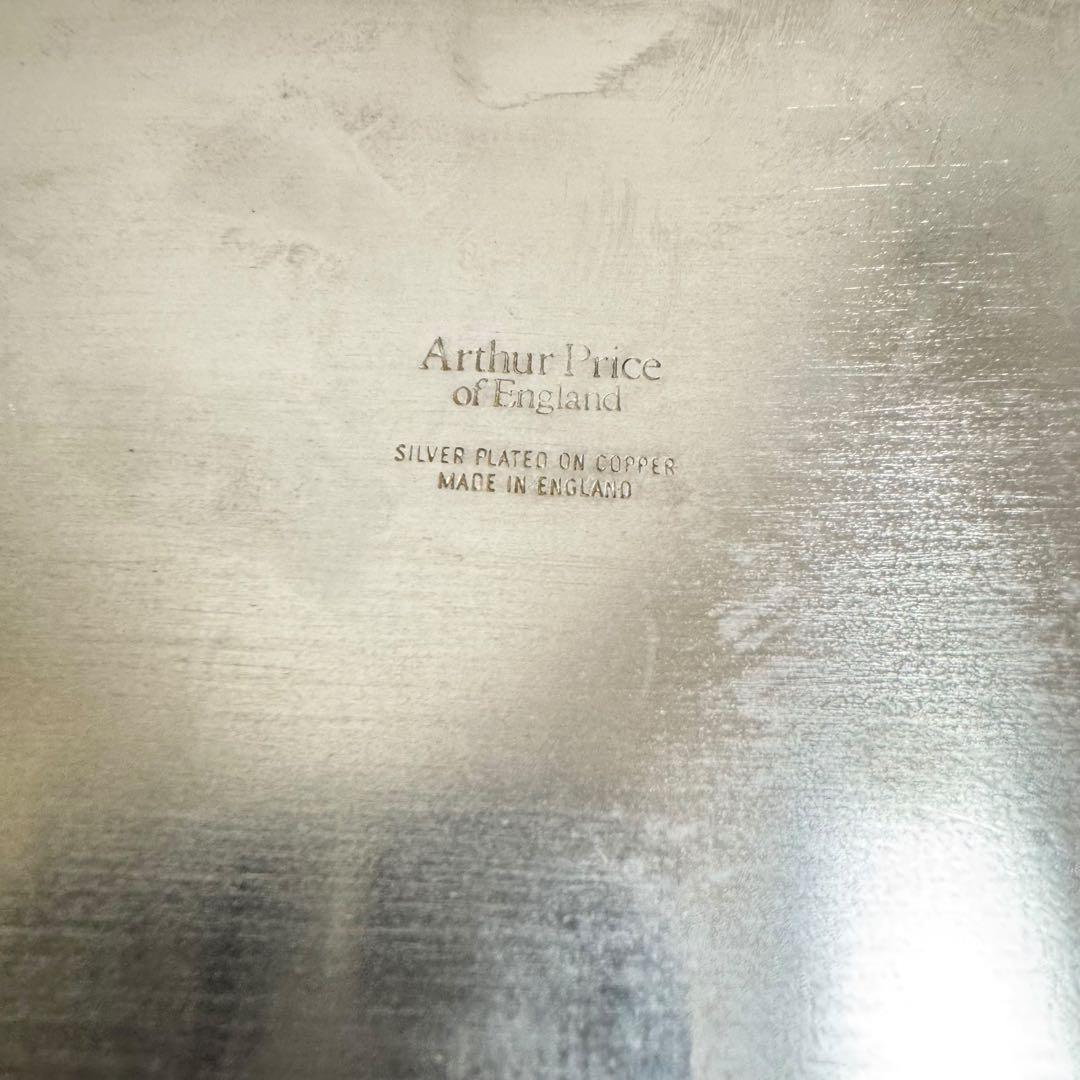 Arthur Price
of England
SILVER PLATED ON COPPER
MADE IN ENGLAND